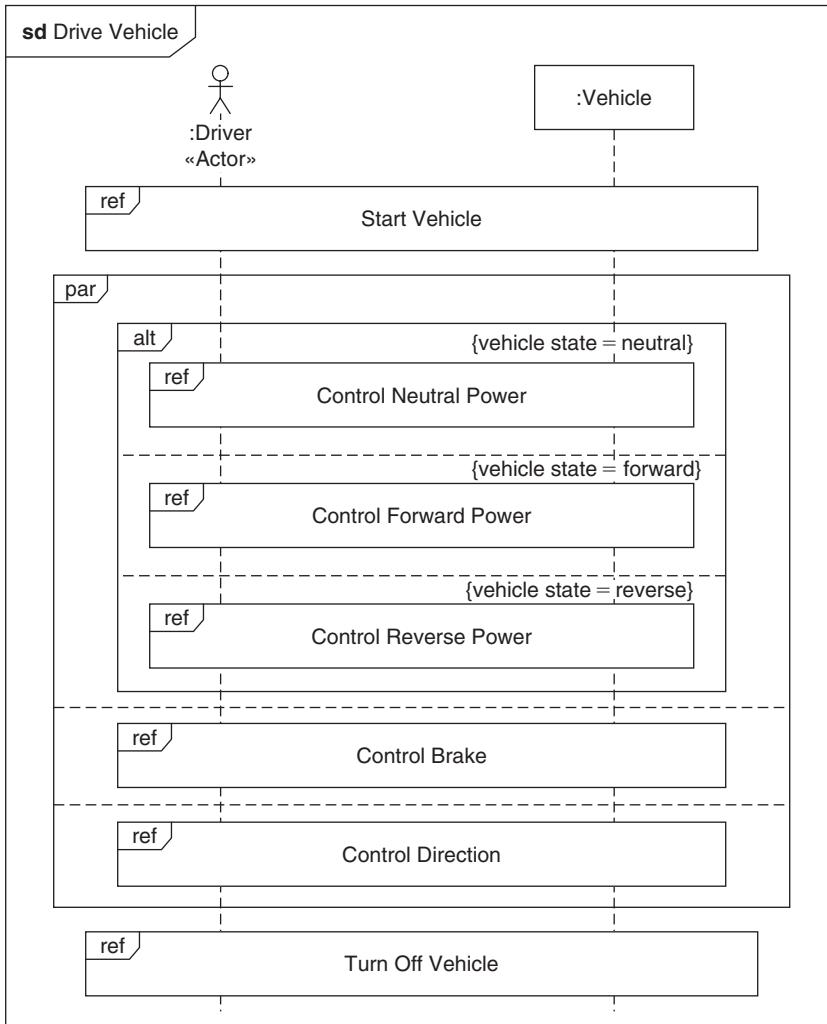 sd Drive Vehicle
:Driver
«Actor»
:Vehicle
ref
Start Vehicle
par
alt
{vehicle state = neutral}
ref
Control Neutral Power
{vehicle state = forward}
ref
Control Forward Power
{vehicle state = reverse}
ref
Control Reverse Power
ref
Control Brake
ref
Control Direction
ref
Turn Off Vehicle